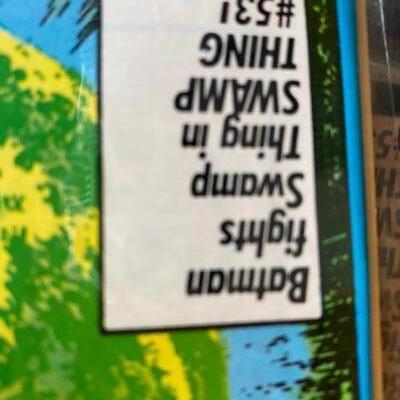 Batman
fights
Swamp
Thing in
SWAMP
THING
#53!